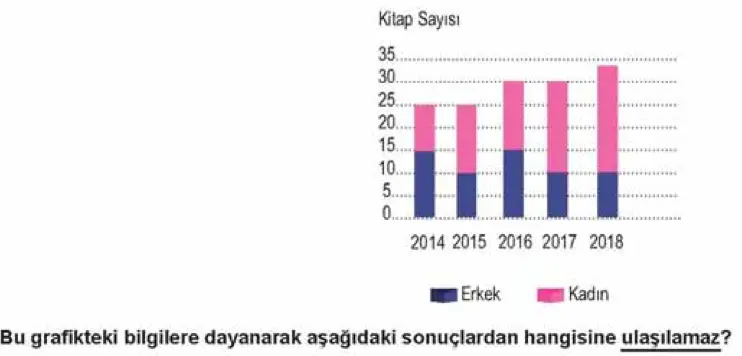 Kitap Sayısı
35
30
25
20
15
10
5
0
2014 2015 2016 2017 2018
Erkek Kadın
Bu grafikteki bilgilere dayanarak aşağıdaki sonuçlardan hangisine ulaşılamaz?